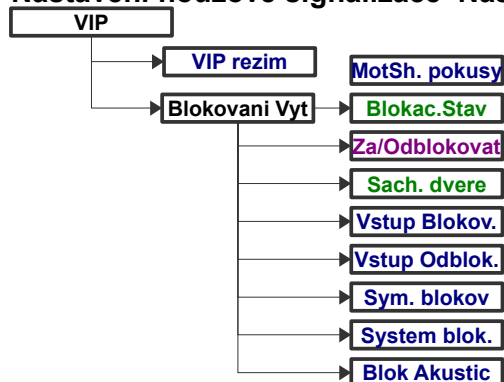 VIP
VIP rezim
MotSh. pokusy
Blokovani Vyt
Blokac.Stav
Za/Odblokovat
Sach. dvere
Vstup Blokov.
Vstup Odblok.
Sym. blokov
System blok.
Blok Akustic